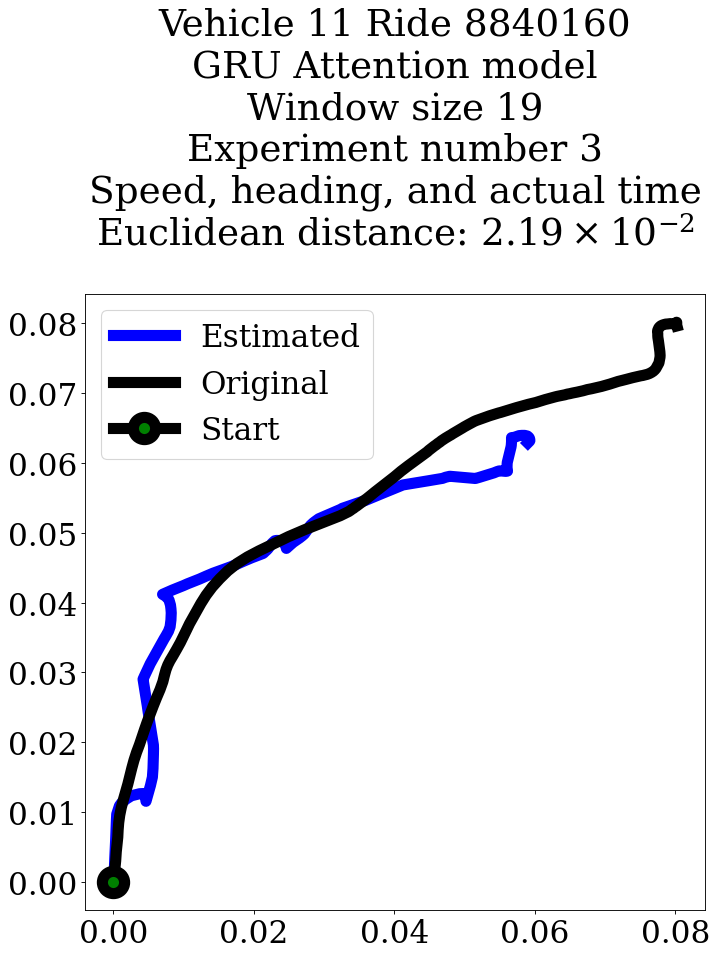 Vehicle 11 Ride 8840160
GRU Attention model
Window size 19
Experiment number 3
Speed, heading, and actual time
Euclidean distance: 2.19 × 10⁻²
Estimated
Original
Start
0.08
0.07
0.06
0.05
0.04
0.03
0.02
0.01
0.00
0.00 0.02 0.04 0.06 0.08